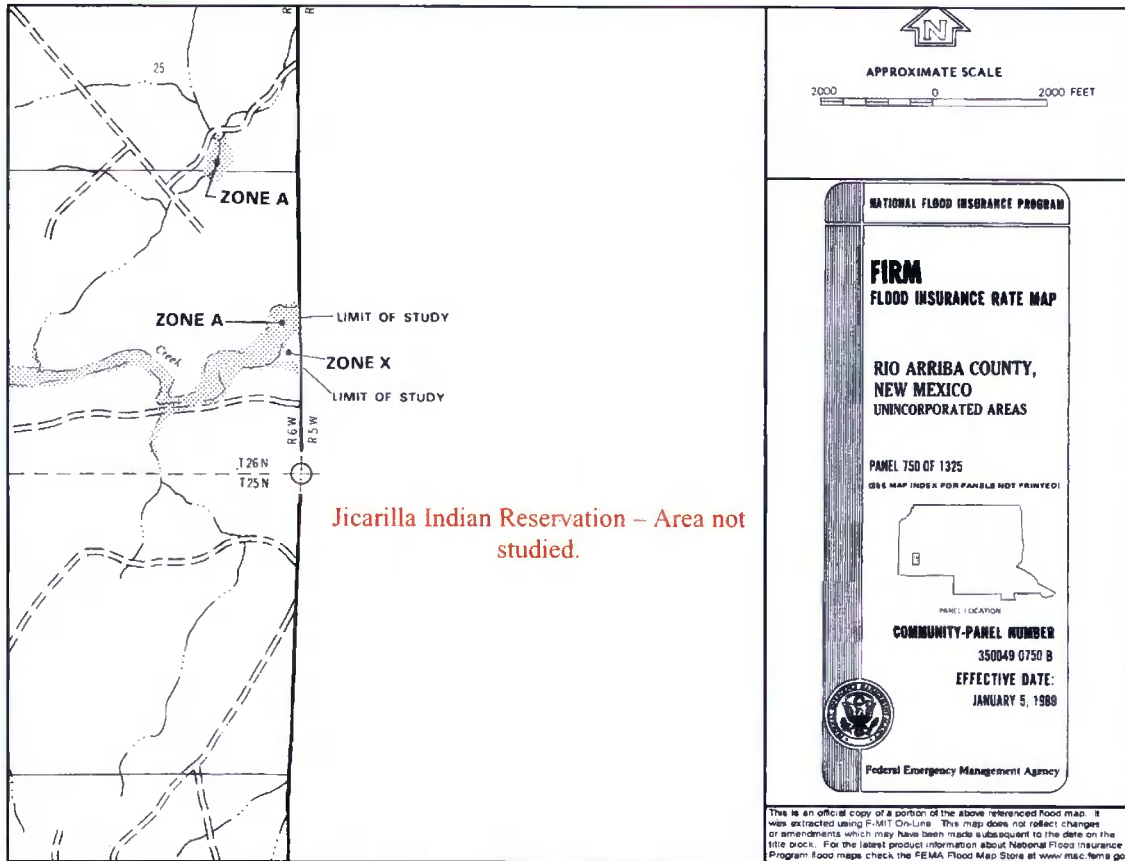 R
R
25
ZONE A
ZONE A
LIMIT OF STUDY
Creek
ZONE X
LIMIT OF STUDY
R6W
R5W
T26N
T25N
Jicarilla Indian Reservation – Area not
studied.
N
APPROXIMATE SCALE
2000 0 2000 FEET
NATIONAL FLOOD INSURANCE PROGRAM
FIRM
FLOOD INSURANCE RATE MAP
RIO ARRIBA COUNTY,
NEW MEXICO
UNINCORPORATED AREAS
PANEL 750 OF 1325
(SEE MAP INDEX FOR PANELS NOT PRINTED)
PANEL LOCATION
COMMUNITY-PANEL NUMBER
350049 0750 B
EFFECTIVE DATE:
JANUARY 5, 1989
Federal Emergency Management Agency
This is an official copy of a portion of the above referenced flood map. It
was extracted using F-MIT On-Line. This map does not reflect changes
or amendments which may have been made subsequent to the date on the
title block. For the latest product information about National Flood Insurance
Program flood maps check the FEMA Flood Map Store at www.msc.fema.go